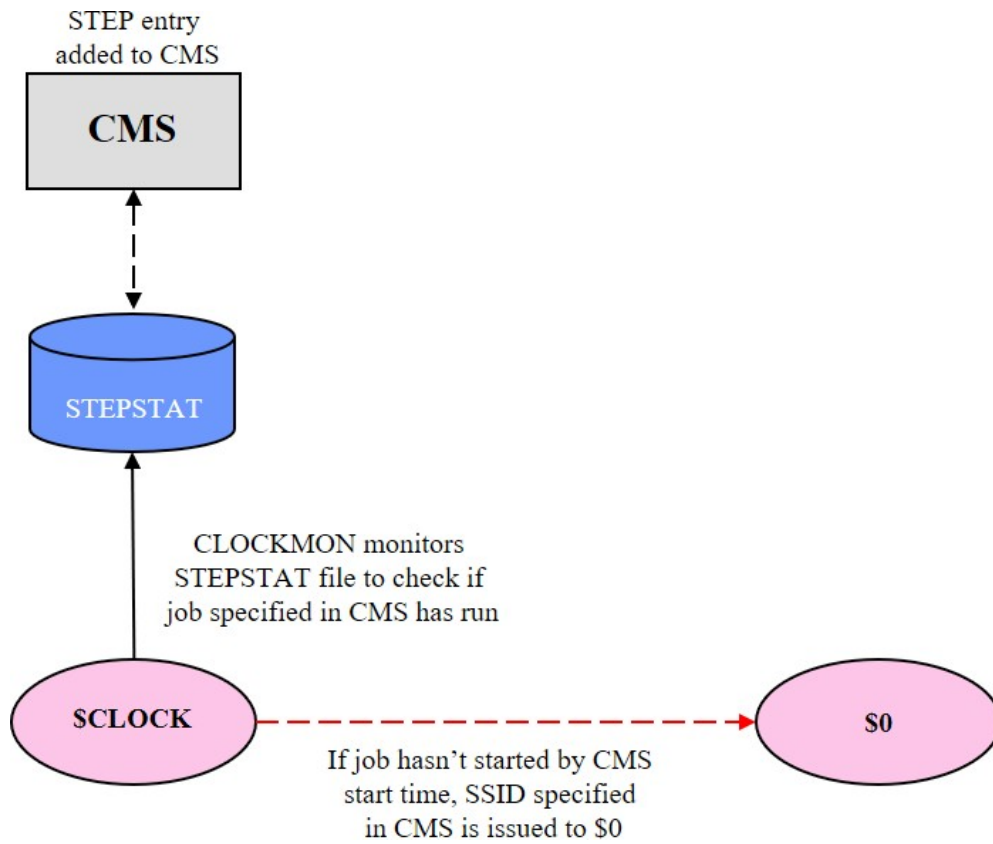 STEP entry
added to CMS
CMS
STEPSTAT
CLOCKMON monitors
STEPSTAT file to check if
job specified in CMS has run
$CLOCK
$0
If job hasn’t started by CMS
start time, SSID specified
in CMS is issued to $0